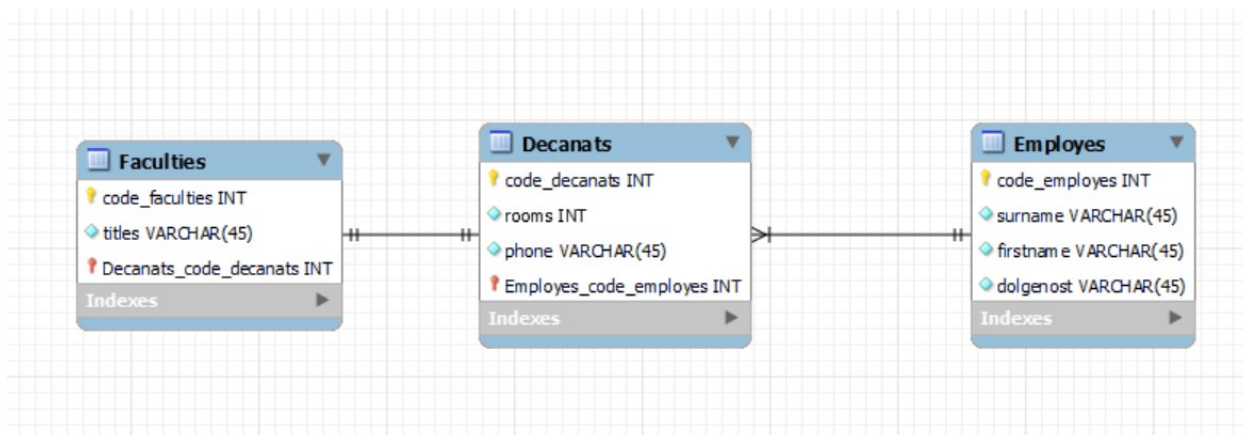 Faculties
code_faculties INT
titles VARCHAR(45)
Decanats_code_decanats INT
Indexes
Decanats
code_decanats INT
rooms INT
phone VARCHAR(45)
Employes_code_employes INT
Indexes
Employes
code_employes INT
surname VARCHAR(45)
firstname VARCHAR(45)
dolgenost VARCHAR(45)
Indexes